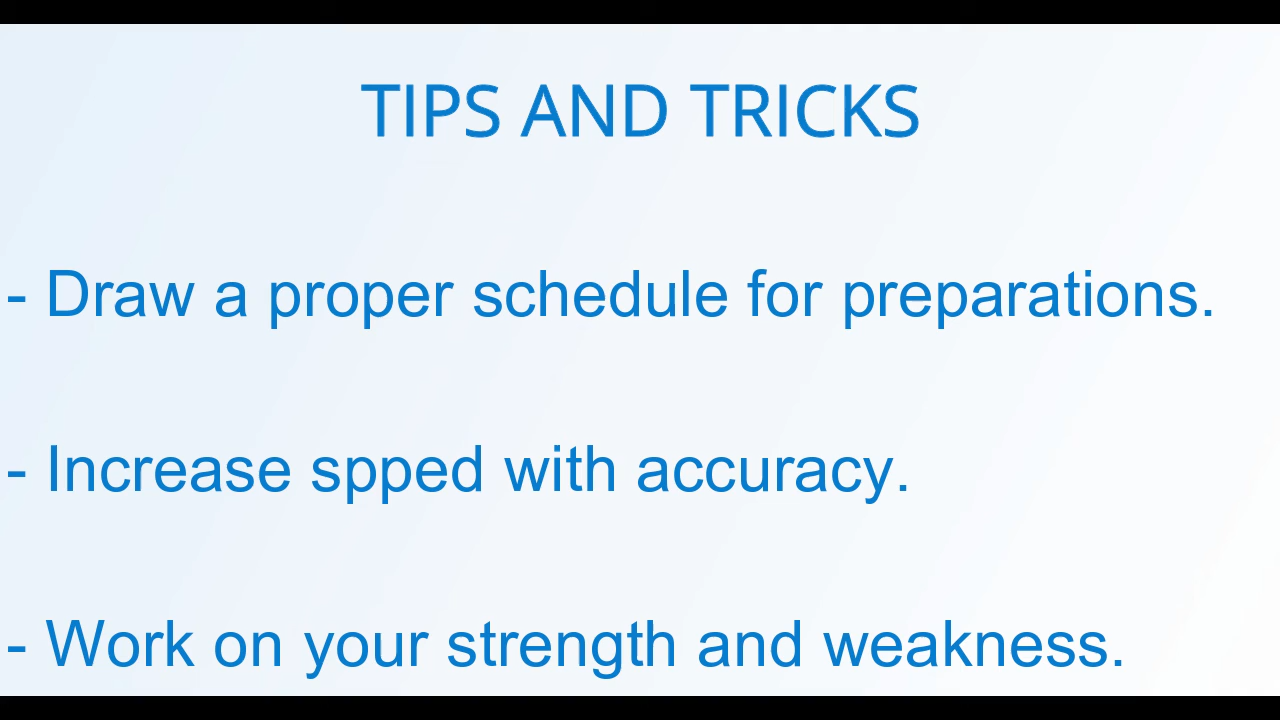 TIPS AND TRICKS
- Draw a proper schedule for preparations.
- Increase spped with accuracy.
- Work on your strength and weakness.